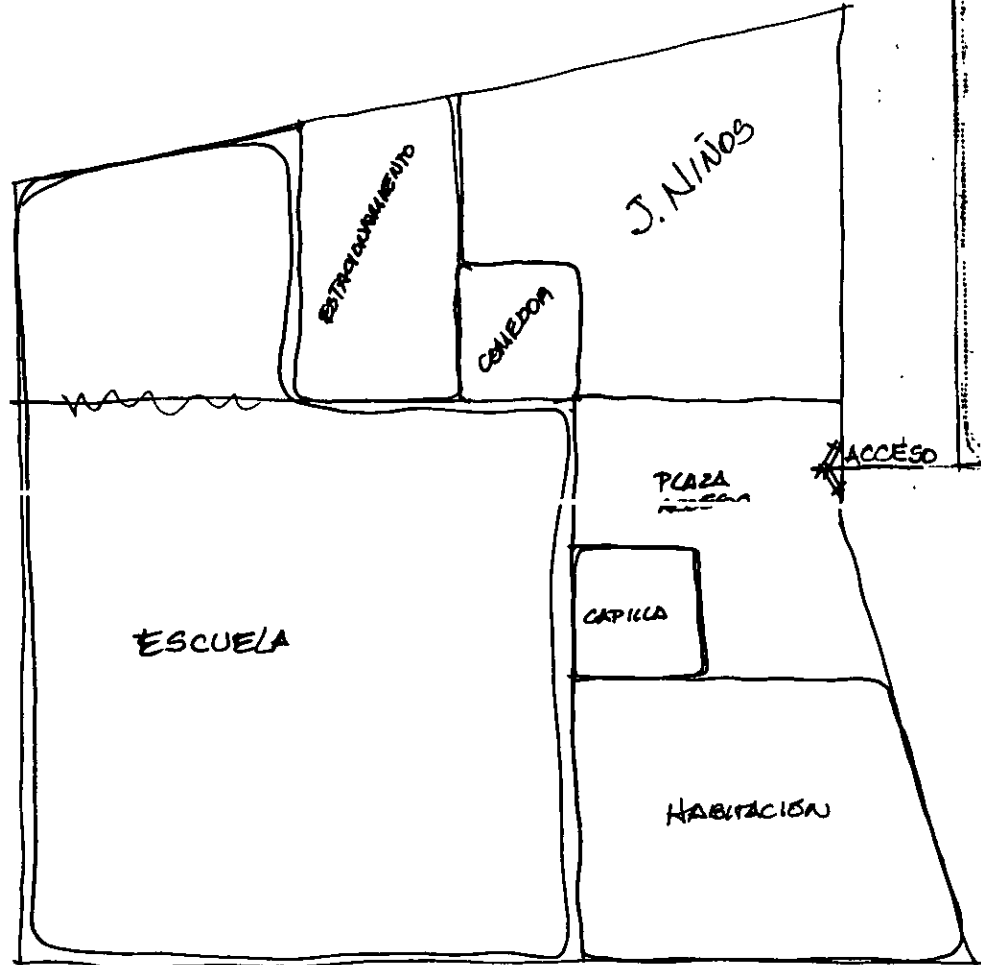 J. NIÑOS
ESTACIONAMIENTO
COMEDOR
ACCESO
PLAZA
CAPILLA
ESCUELA
HABITACIÓN